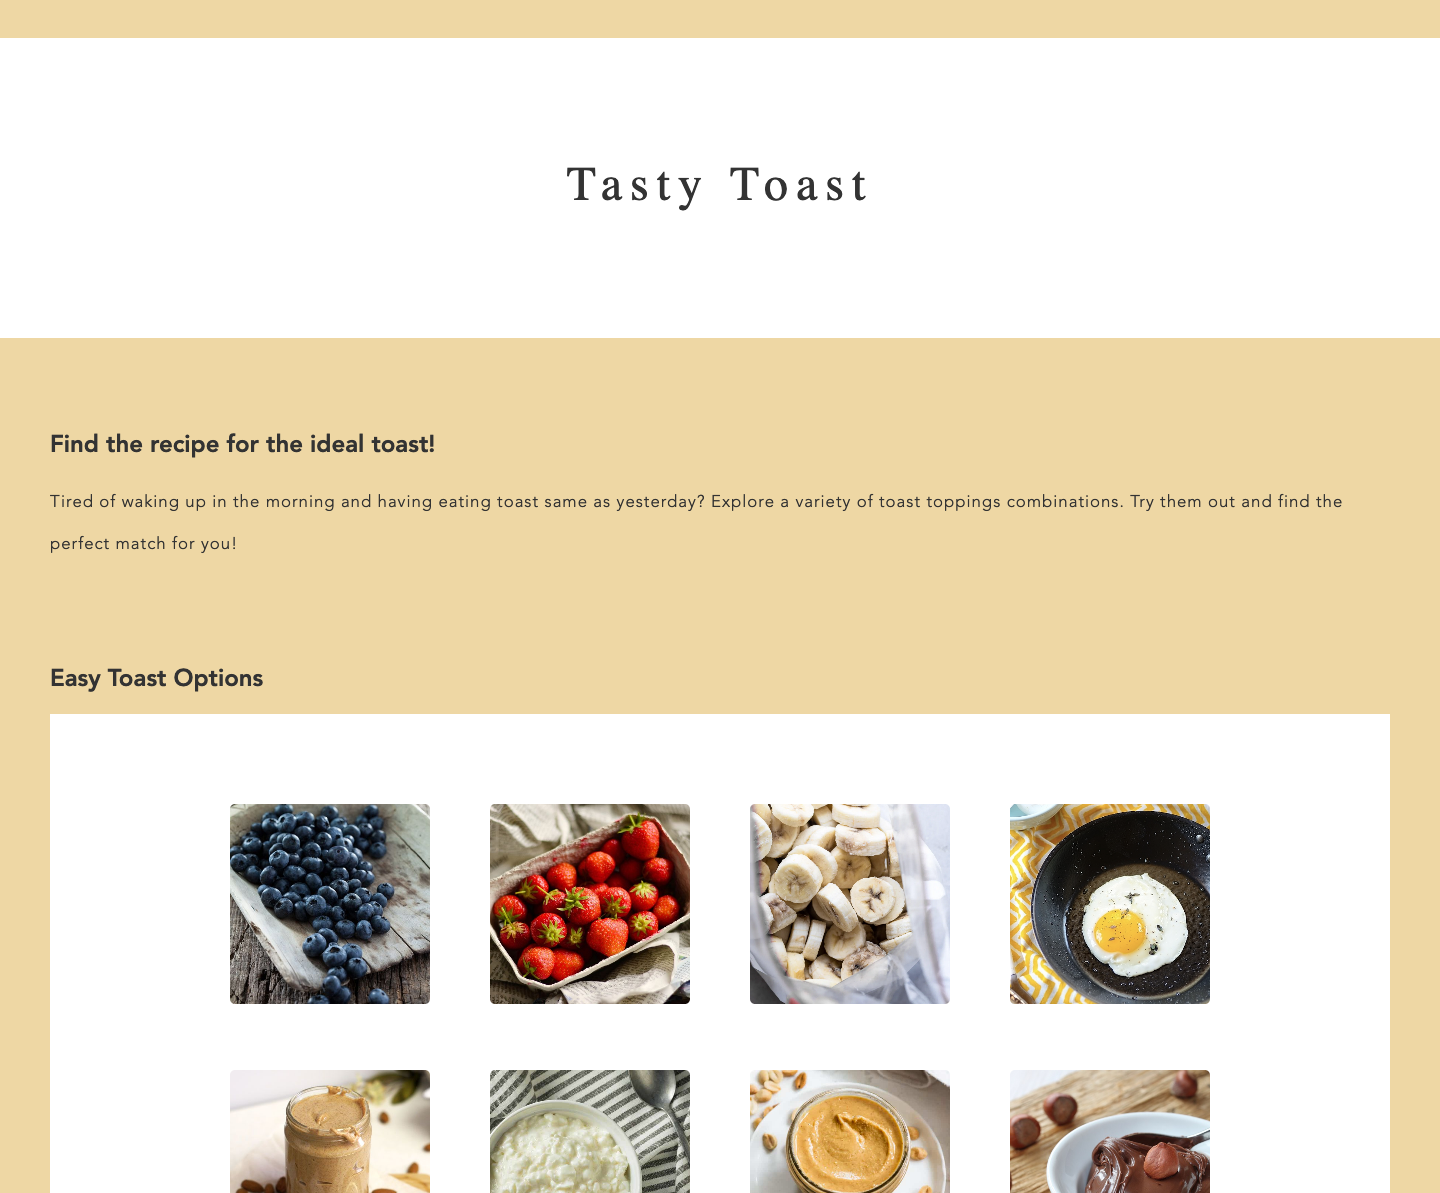 Tasty Toast
Find the recipe for the ideal toast!
Tired of waking up in the morning and having eating toast same as yesterday? Explore a variety of toast toppings combinations. Try them out and find the
perfect match for you!
Easy Toast Options